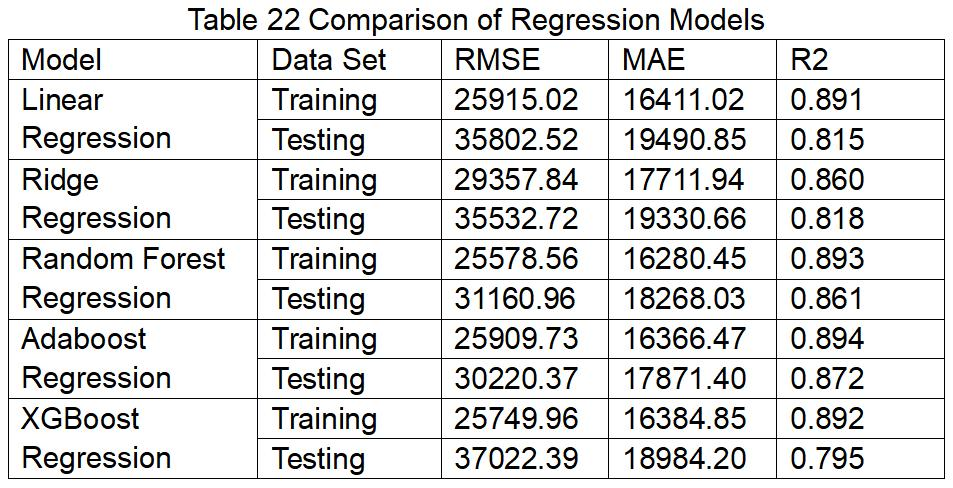 Table 22 Comparison of Regression Models
Model Data Set RMSE MAE R2
Linear Training 25915.02 16411.02 0.891
Regression Testing 35802.52 19490.85 0.815
Ridge Training 29357.84 17711.94 0.860
Regression Testing 35532.72 19330.66 0.818
Random Forest Training 25578.56 16280.45 0.893
Regression Testing 31160.96 18268.03 0.861
Adaboost Training 25909.73 16366.47 0.894
Regression Testing 30220.37 17871.40 0.872
XGBoost Training 25749.96 16384.85 0.892
Regression Testing 37022.39 18984.20 0.795